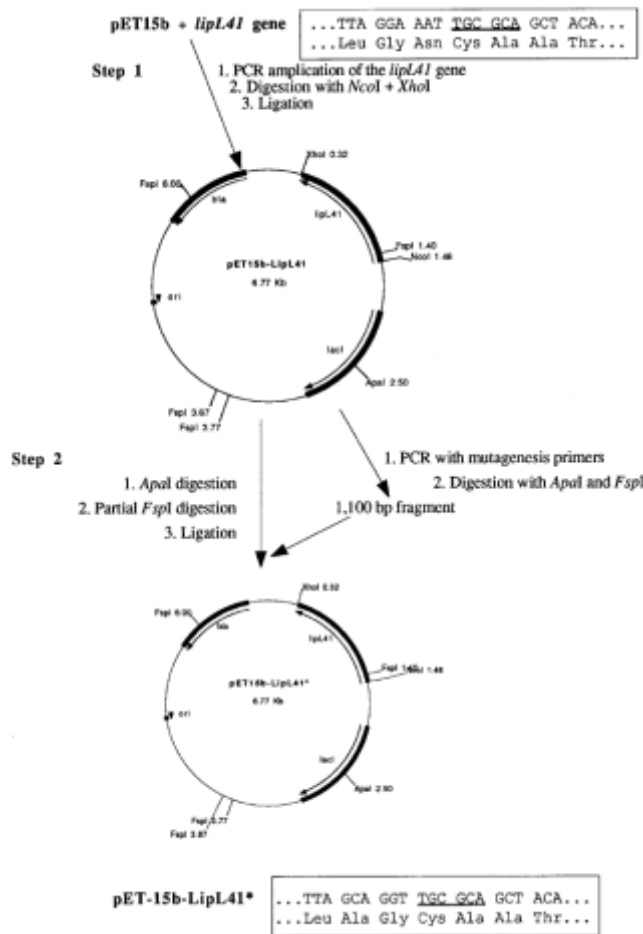 pET15b + lipL41 gene
...TTA GGA AAT TGC GCA GCT ACA...
...Leu Gly Asn Cys Ala Ala Thr...
Step 1
1. PCR amplication of the lipL41 gene
2. Digestion with NcoI + XhoI
3. Ligation
XhoI 0.32
FspI 6.00
bla
lipL41
FspI 1.40
NcoI 1.48
pET15b-LipL41
6.77 Kb
ori
lacI
ApaI 2.50
FspI 3.87
FspI 3.77
Step 2
1. PCR with mutagenesis primers
2. Digestion with ApaI and FspI
1. ApaI digestion
2. Partial FspI digestion
1,100 bp fragment
3. Ligation
XhoI 0.32
FspI 6.00
bla
lipL41
FspI
1.48
pET15b-LipL41*
6.77 Kb
ori
lacI
ApaI 2.50
FspI 3.77
FspI 3.87
pET-15b-LipL41*
...TTA GCA GGT TGC GCA GCT ACA...
...Leu Ala Gly Cys Ala Ala Thr...